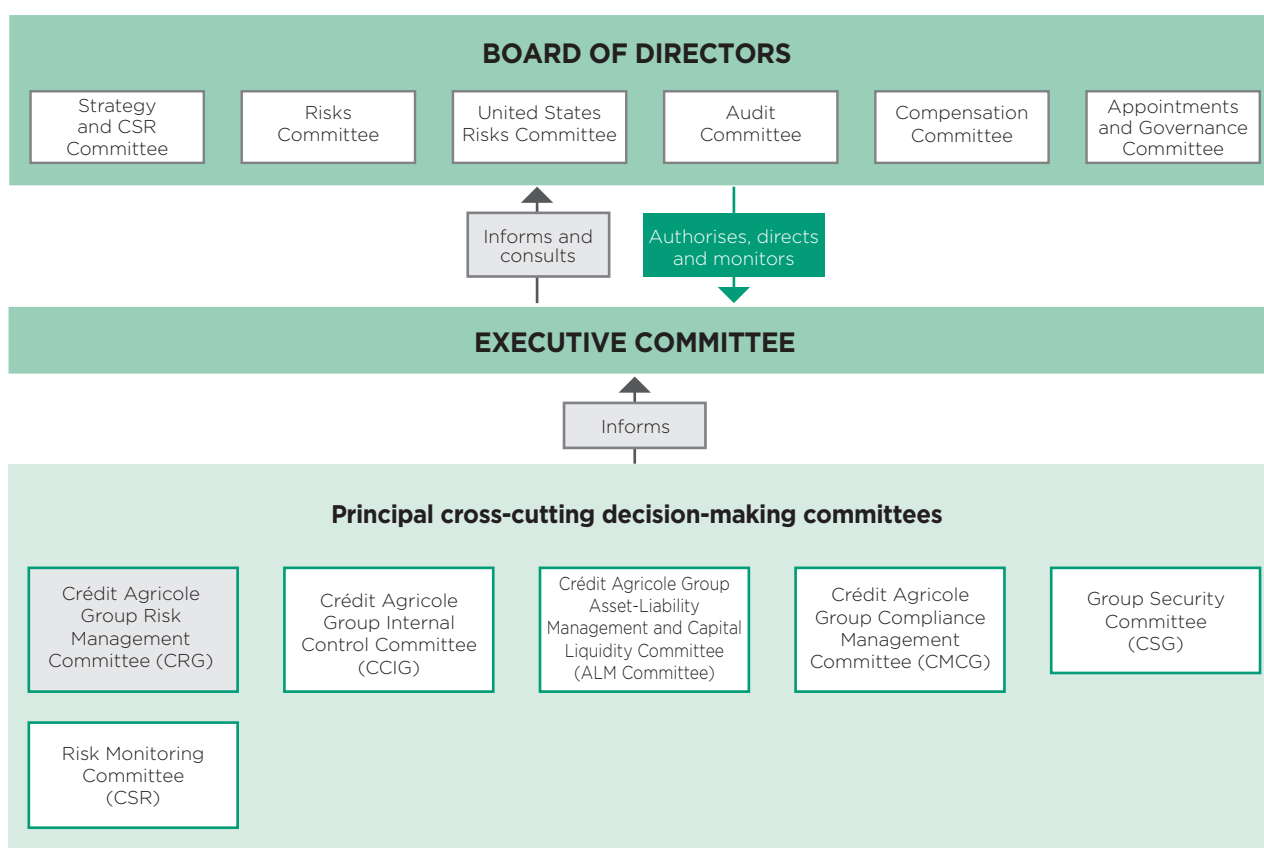 BOARD OF DIRECTORS
Strategy
and CSR
Committee
Risks
Committee
United States
Risks Committee
Audit
Committee
Compensation
Committee
Appointments
and Governance
Committee
Informs and
consults
Authorises, directs
and monitors
EXECUTIVE COMMITTEE
Informs
Principal cross-cutting decision-making committees
Crédit Agricole
Group Risk
Management
Committee (CRG)
Crédit Agricole
Group Internal
Control Committee
(CCIG)
Crédit Agricole Group
Asset-Liability
Management and Capital
Liquidity Committee
(ALM Committee)
Crédit Agricole
Group Compliance
Management
Committee (CMCG)
Group Security
Committee
(CSG)
Risk Monitoring
Committee
(CSR)